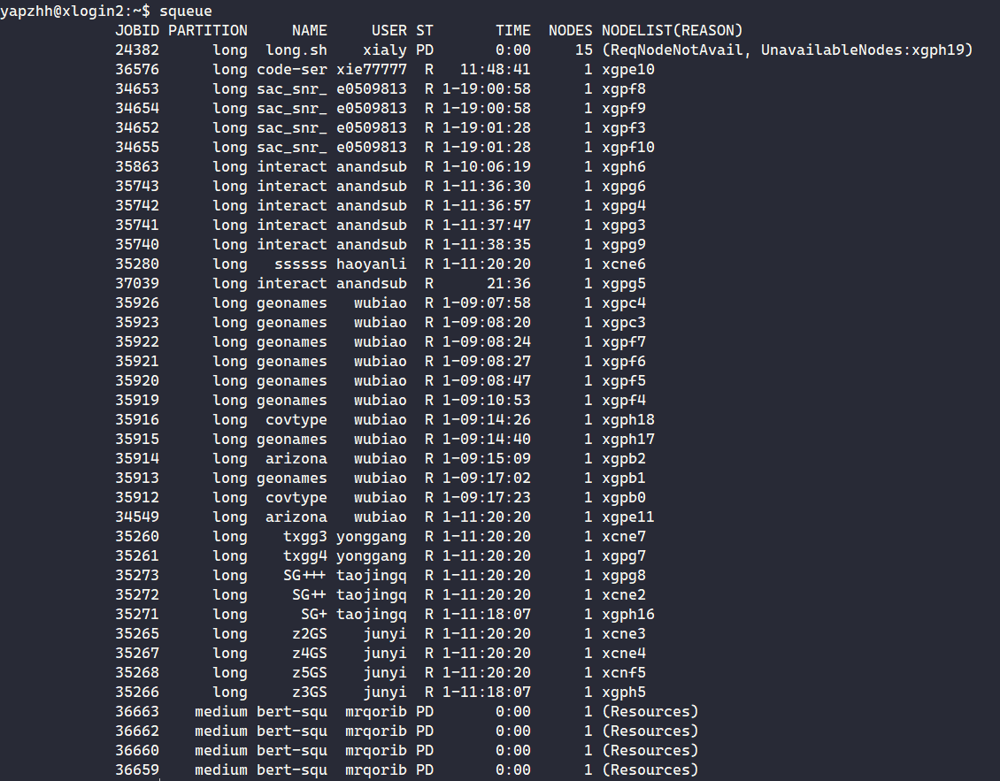 yapzhh@xlogin2:~$ squeue
JOBID PARTITION NAME USER ST TIME NODES NODELIST(REASON)
24382 long long.sh xialy PD 0:00 15 (ReqNodeNotAvail, UnavailableNodes:xgph19)
36576 long code-ser xie77777 R 11:48:41 1 xgpe10
34653 long sac_snr_ e0509813 R 1-19:00:58 1 xgpf8
34654 long sac_snr_ e0509813 R 1-19:00:58 1 xgpf9
34652 long sac_snr_ e0509813 R 1-19:01:28 1 xgpf3
34655 long sac_snr_ e0509813 R 1-19:01:28 1 xgpf10
35863 long interact anandsub R 1-10:06:19 1 xgph6
35743 long interact anandsub R 1-11:36:30 1 xgpg6
35742 long interact anandsub R 1-11:36:57 1 xgpg4
35741 long interact anandsub R 1-11:37:47 1 xgpg3
35740 long interact anandsub R 1-11:38:35 1 xgpg9
35280 long ssssss haoyanli R 1-11:20:20 1 xcne6
37039 long interact anandsub R 21:36 1 xgpg5
35926 long geonames wubiao R 1-09:07:58 1 xgpc4
35923 long geonames wubiao R 1-09:08:20 1 xgpc3
35922 long geonames wubiao R 1-09:08:24 1 xgpf7
35921 long geonames wubiao R 1-09:08:27 1 xgpf6
35920 long geonames wubiao R 1-09:08:47 1 xgpf5
35919 long geonames wubiao R 1-09:10:53 1 xgpf4
35916 long covtype wubiao R 1-09:14:26 1 xgph18
35915 long geonames wubiao R 1-09:14:40 1 xgph17
35914 long arizona wubiao R 1-09:15:09 1 xgpb2
35913 long geonames wubiao R 1-09:17:02 1 xgpb1
35912 long covtype wubiao R 1-09:17:23 1 xgpb0
34549 long arizona wubiao R 1-11:20:20 1 xgpe11
35260 long txgg3 yonggang R 1-11:20:20 1 xcne7
35261 long txgg4 yonggang R 1-11:20:20 1 xgpg7
35273 long SG+++ taojingq R 1-11:20:20 1 xgpg8
35272 long SG++ taojingq R 1-11:20:20 1 xcne2
35271 long SG+ taojingq R 1-11:18:07 1 xgph16
35265 long z2GS junyi R 1-11:20:20 1 xcne3
35267 long z4GS junyi R 1-11:20:20 1 xcne4
35268 long z5GS junyi R 1-11:20:20 1 xcnf5
35266 long z3GS junyi R 1-11:18:07 1 xgph5
36663 medium bert-squ mrqorib PD 0:00 1 (Resources)
36662 medium bert-squ mrqorib PD 0:00 1 (Resources)
36660 medium bert-squ mrqorib PD 0:00 1 (Resources)
36659 medium bert-squ mrqorib PD 0:00 1 (Resources)